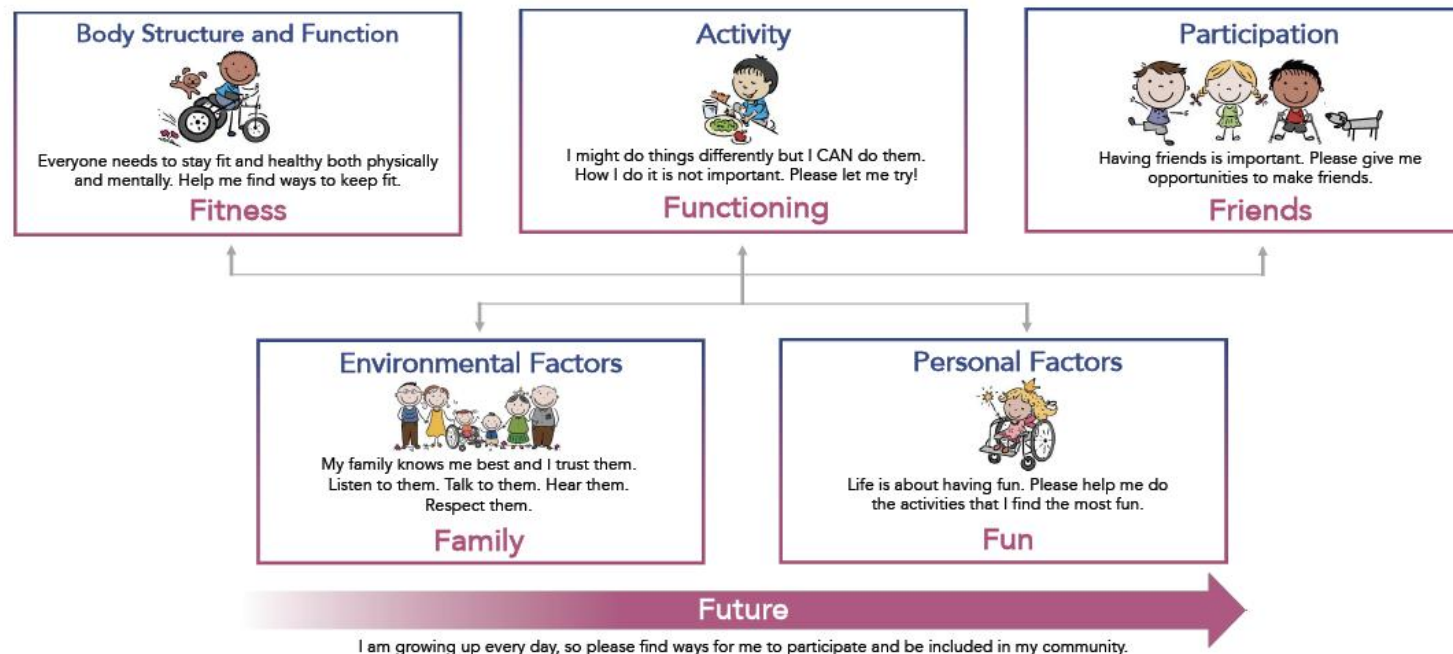 Body Structure and Function
Everyone needs to stay fit and healthy both physically
and mentally. Help me find ways to keep fit.
Fitness
Activity
I might do things differently but I CAN do them.
How I do it is not important. Please let me try!
Functioning
Participation
Having friends is important. Please give me
opportunities to make friends.
Friends
Environmental Factors
My family knows me best and I trust them.
Listen to them. Talk to them. Hear them.
Respect them.
Family
Personal Factors
Life is about having fun. Please help me do
the activities that I find the most fun.
Fun
Future
I am growing up every day, so please find ways for me to participate and be included in my community.